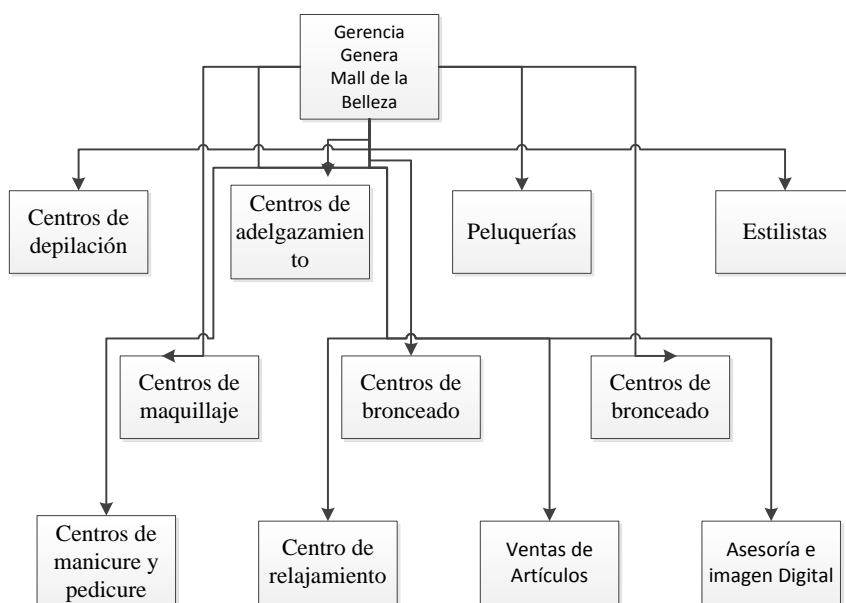 Gerencia
Genera
Mall de la
Belleza
Centros de
depilación
Centros de
adelgazamien
to
Peluquerías
Estilistas
Centros de
maquillaje
Centros de
bronceado
Centros de
bronceado
Centros de
manicure y
pedicure
Centro de
relajamiento
Ventas de
Artículos
Asesoría e
imagen Digital